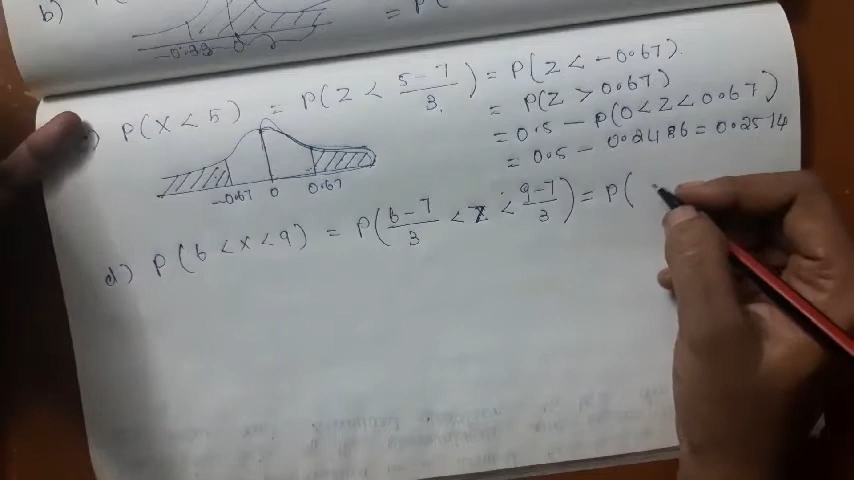 b)
= P(
-0.33 0
P(X < 5) = P(Z < 5-7/3) = P(Z < -0.67)
= P(Z > 0.67)
= 0.5 - P(0 < Z < 0.67)
= 0.5 - 0.2486 = 0.2514
-0.67 0 0.67
d) P(6 < X < 9) = P(6-7/3 < Z < 9-7/3) = P(